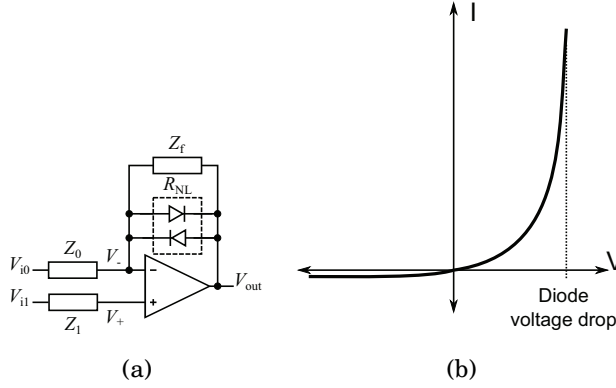 Z_f
R_NL
Z_0
V_i0
V_-
−
V_out
V_i1
+
Z_1
V_+
(a)
I
V
Diode
voltage drop
(b)